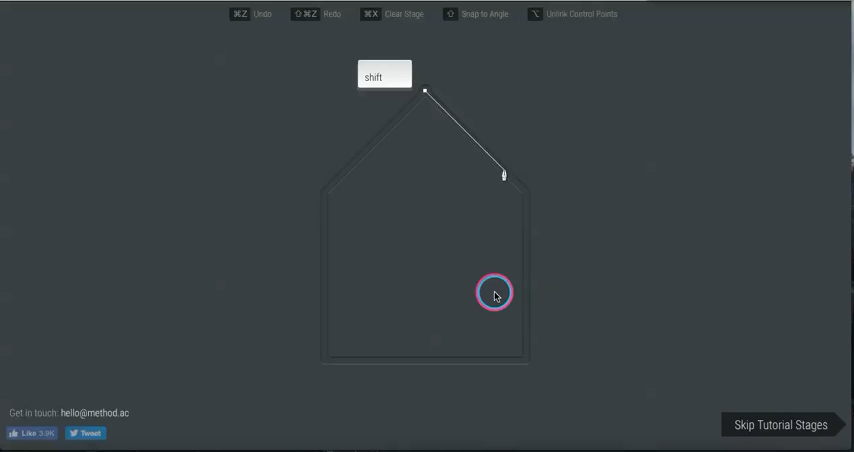 ⌘Z Undo ⇧⌘Z Redo ⌘X Clear Stage ⇧ Snap to Angle ⌥ Unlink Control Points
shift
Get in touch: hello@method.ac
Like 3.9K Tweet
Skip Tutorial Stages